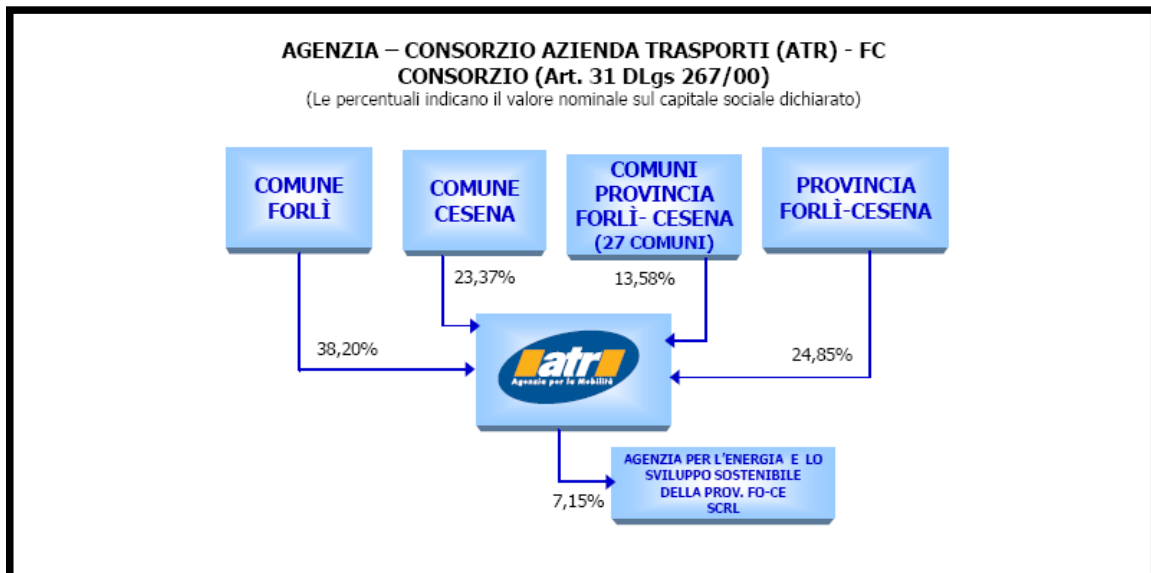 AGENZIA – CONSORZIO AZIENDA TRASPORTI (ATR) - FC
CONSORZIO (Art. 31 DLgs 267/00)
(Le percentuali indicano il valore nominale sul capitale sociale dichiarato)
COMUNE
FORLÌ
COMUNE
CESENA
COMUNI
PROVINCIA
FORLÌ- CESENA
(27 COMUNI)
PROVINCIA
FORLÌ-CESENA
23,37%
13,58%
38,20%
24,85%
atr
Agenzia per la Mobilità
7,15%
AGENZIA PER L'ENERGIA E LO
SVILUPPO SOSTENIBILE
DELLA PROV. FO-CE
SCRL